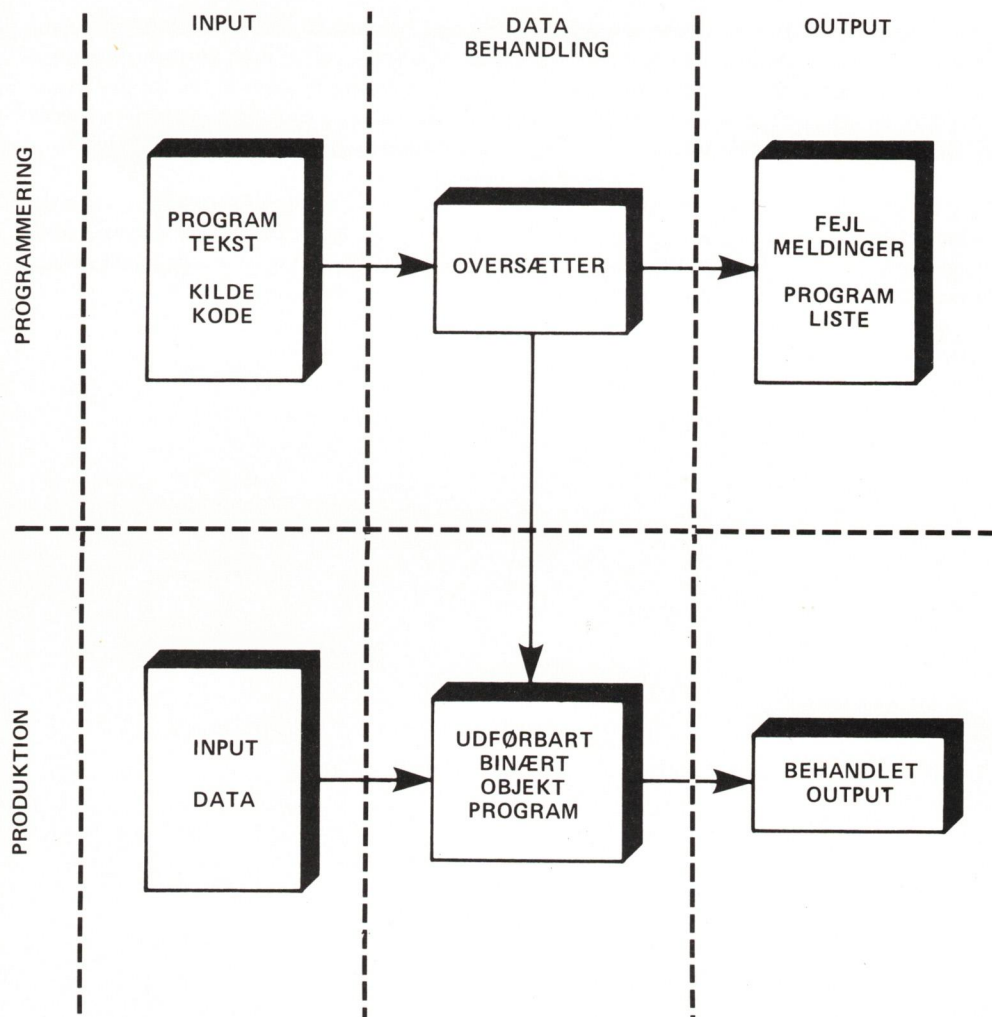 INPUT
DATA
BEHANDLING
OUTPUT
PROGRAMMERING
PROGRAM
TEKST
KILDE
KODE
OVERSÆTTER
FEJL
MELDINGER
PROGRAM
LISTE
PRODUKTION
INPUT
DATA
UDFØRBART
BINÆRT
OBJEKT
PROGRAM
BEHANDLET
OUTPUT